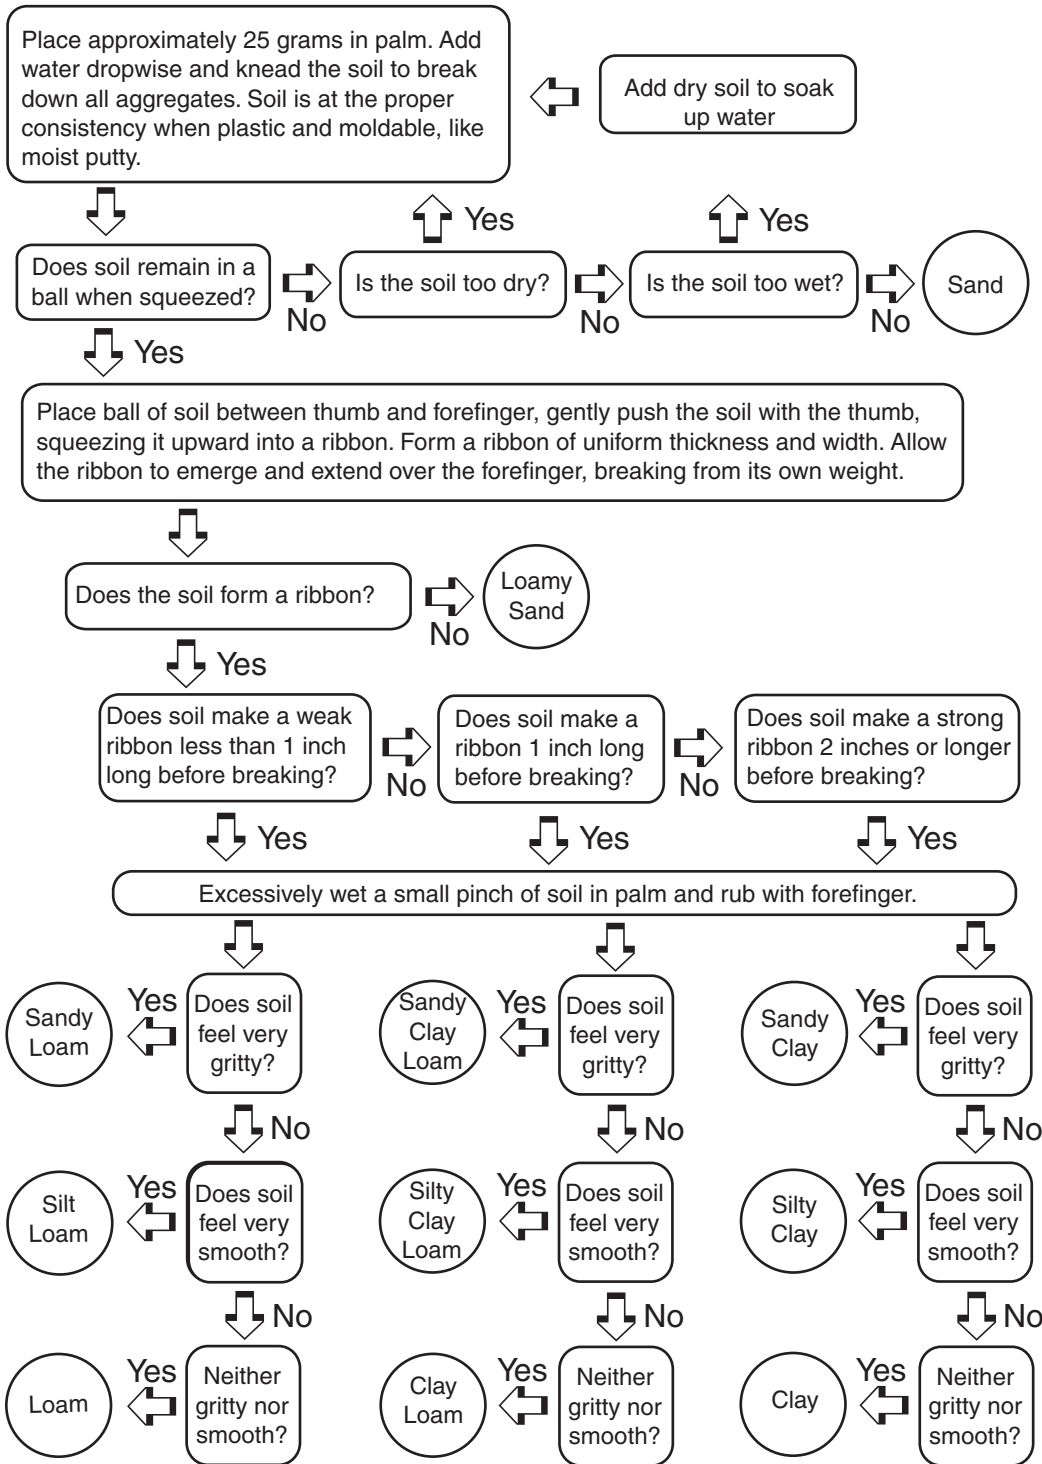 Place approximately 25 grams in palm. Add
water dropwise and knead the soil to break
down all aggregates. Soil is at the proper
consistency when plastic and moldable, like
moist putty.
Add dry soil to soak
up water
Yes
Yes
Does soil remain in a
ball when squeezed?
No
Is the soil too dry?
No
Is the soil too wet?
No
Sand
Yes
Place ball of soil between thumb and forefinger, gently push the soil with the thumb,
squeezing it upward into a ribbon. Form a ribbon of uniform thickness and width. Allow
the ribbon to emerge and extend over the forefinger, breaking from its own weight.
Does the soil form a ribbon?
No
Loamy
Sand
Yes
Does soil make a weak
ribbon less than 1 inch
long before breaking?
No
Does soil make a
ribbon 1 inch long
before breaking?
No
Does soil make a strong
ribbon 2 inches or longer
before breaking?
Yes
Yes
Yes
Excessively wet a small pinch of soil in palm and rub with forefinger.
Sandy
Loam
Yes
Does soil
feel very
gritty?
Sandy
Clay
Loam
Yes
Does soil
feel very
gritty?
Sandy
Clay
Yes
Does soil
feel very
gritty?
No
No
No
Silt
Loam
Yes
Does soil
feel very
smooth?
Silty
Clay
Loam
Yes
Does soil
feel very
smooth?
Silty
Clay
Yes
Does soil
feel very
smooth?
No
No
No
Loam
Yes
Neither
gritty nor
smooth?
Clay
Loam
Yes
Neither
gritty nor
smooth?
Clay
Yes
Neither
gritty nor
smooth?